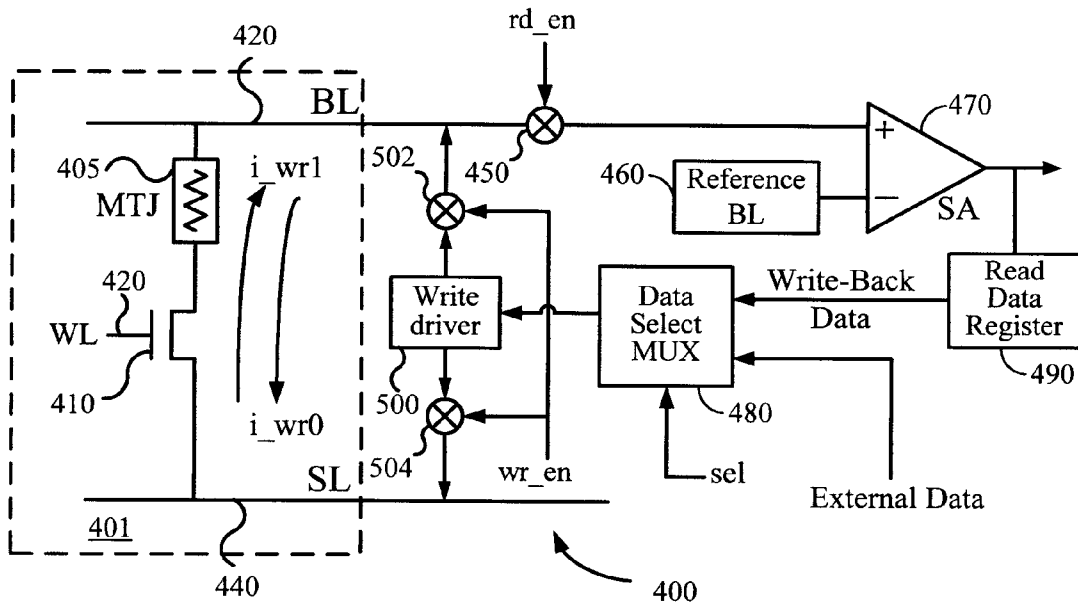 rd_en
420
BL
470
405
i_wr1
502
450
460
Reference
BL
+
−
SA
MTJ
420
Write
driver
Data
Select
MUX
Write-Back
Data
Read
Data
Register
WL
410
500
480
490
i_wr0
504
wr_en
sel
External Data
SL
401
440
400